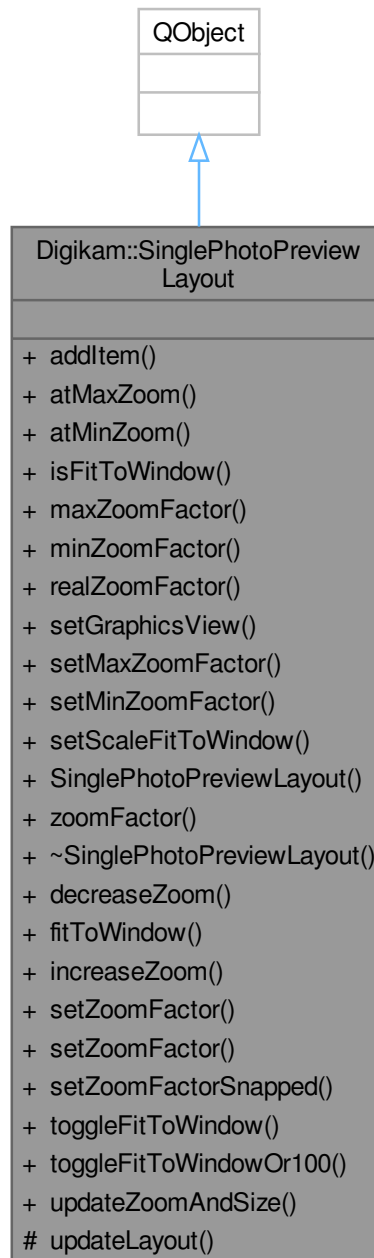 QObject
Digikam::SinglePhotoPreview
Layout
+ addItem()
+ atMaxZoom()
+ atMinZoom()
+ isFitToWindow()
+ maxZoomFactor()
+ minZoomFactor()
+ realZoomFactor()
+ setGraphicsView()
+ setMaxZoomFactor()
+ setMinZoomFactor()
+ setScaleFitToWindow()
+ SinglePhotoPreviewLayout()
+ zoomFactor()
+ ~SinglePhotoPreviewLayout()
+ decreaseZoom()
+ fitToWindow()
+ increaseZoom()
+ setZoomFactor()
+ setZoomFactor()
+ setZoomFactorSnapped()
+ toggleFitToWindow()
+ toggleFitToWindowOr100()
+ updateZoomAndSize()
# updateLayout()